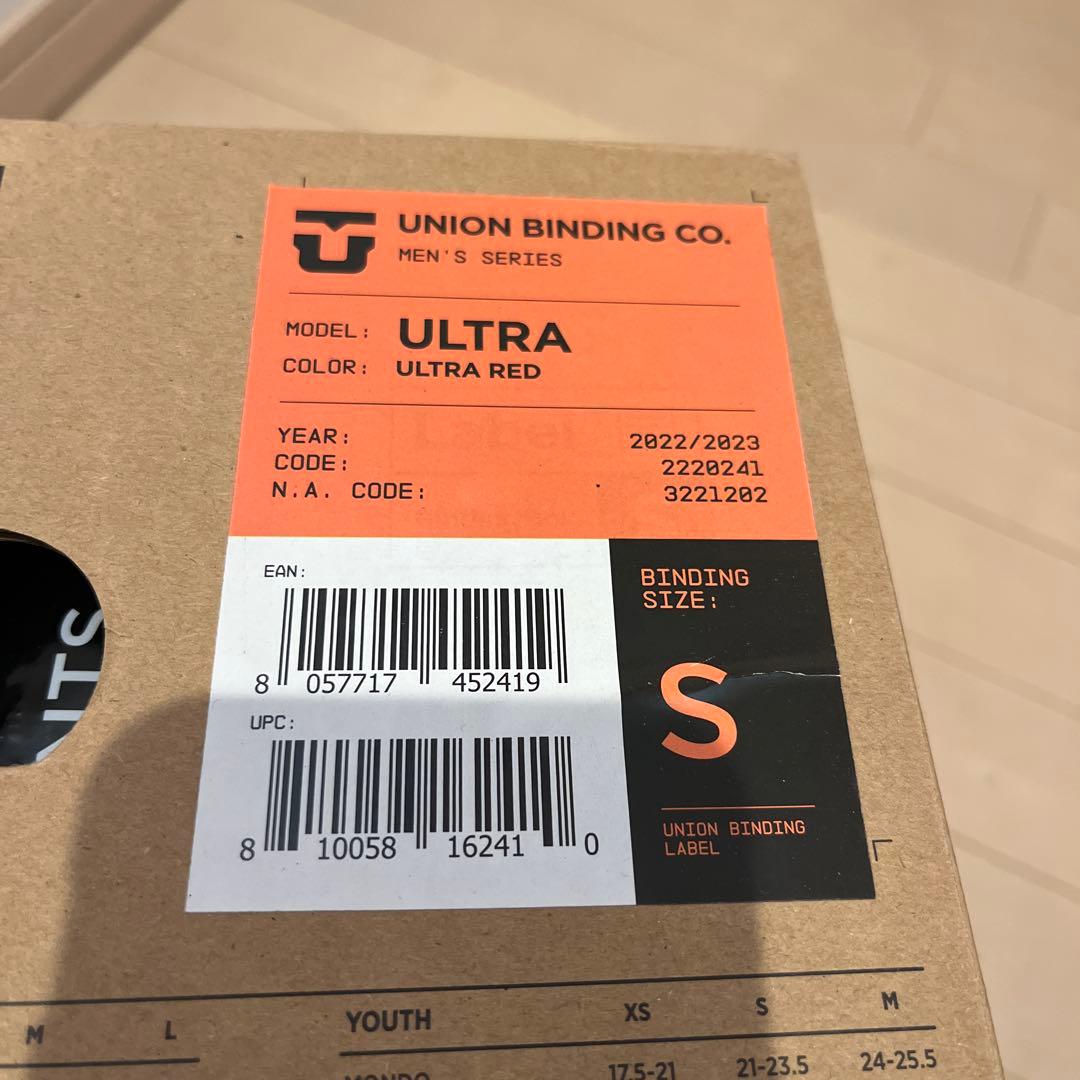 UNION BINDING CO.
MEN'S SERIES
MODEL: ULTRA
COLOR: ULTRA RED
YEAR: 2022/2023
CODE: 2220241
N.A. CODE: 3221202
EAN:
8 057717 452419
UPC:
8 10058 16241 0
BINDING
SIZE:
S
UNION BINDING
LABEL
ITS
M L YOUTH XS S M
MONDO 17.5-21 21-23.5 24-25.5